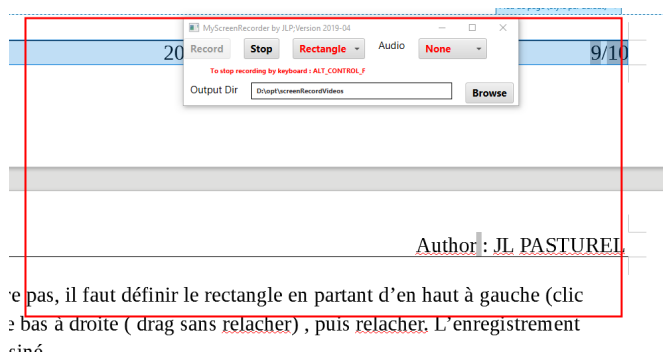 MyScreenRecorder by JLP;Version 2019-04
20
Record Stop Rectangle Audio None
9/10
To stop recording by keyboard : ALT_CONTROL_F
Output Dir D:\opt\screenRecordVideos Browse
Author : JL PASTUREL
re pas, il faut définir le rectangle en partant d’en haut à gauche (clic
e bas à droite ( drag sans relacher) , puis relacher. L’enregistrement
siné